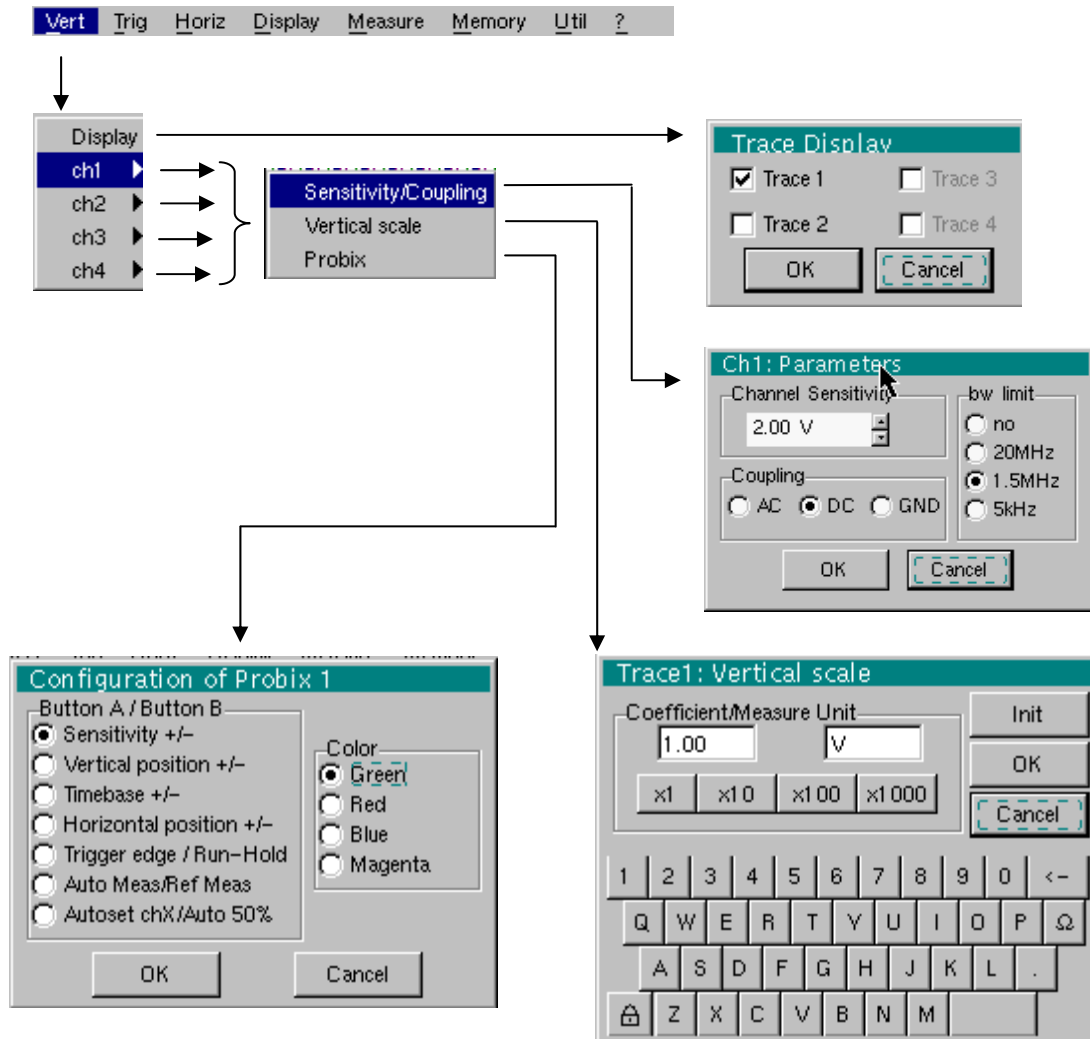 Vert Trig Horiz Display Measure Memory Util ?
Display
ch1
ch2
ch3
ch4
Sensitivity/Coupling
Vertical scale
Probix
Trace Display
Trace 1 Trace 3
Trace 2 Trace 4
OK Cancel
Ch1: Parameters
Channel Sensitivity
2.00 V
Coupling
AC DC GND
bw limit
no
20MHz
1.5MHz
5kHz
OK Cancel
Configuration of Probix 1
Button A / Button B
Sensitivity +/-
Vertical position +/-
Timebase +/-
Horizontal position +/-
Trigger edge / Run-Hold
Auto Meas/Ref Meas
Autoset chX/Auto 50%
Color
Green
Red
Blue
Magenta
OK Cancel
Trace1: Vertical scale
Coefficient/Measure Unit
1.00 V
x1 x10 x100 x1000
Init
OK
Cancel
1 2 3 4 5 6 7 8 9 0 <-
Q W E R T Y U I O P Ω
A S D F G H J K L .
Z X C V B N M